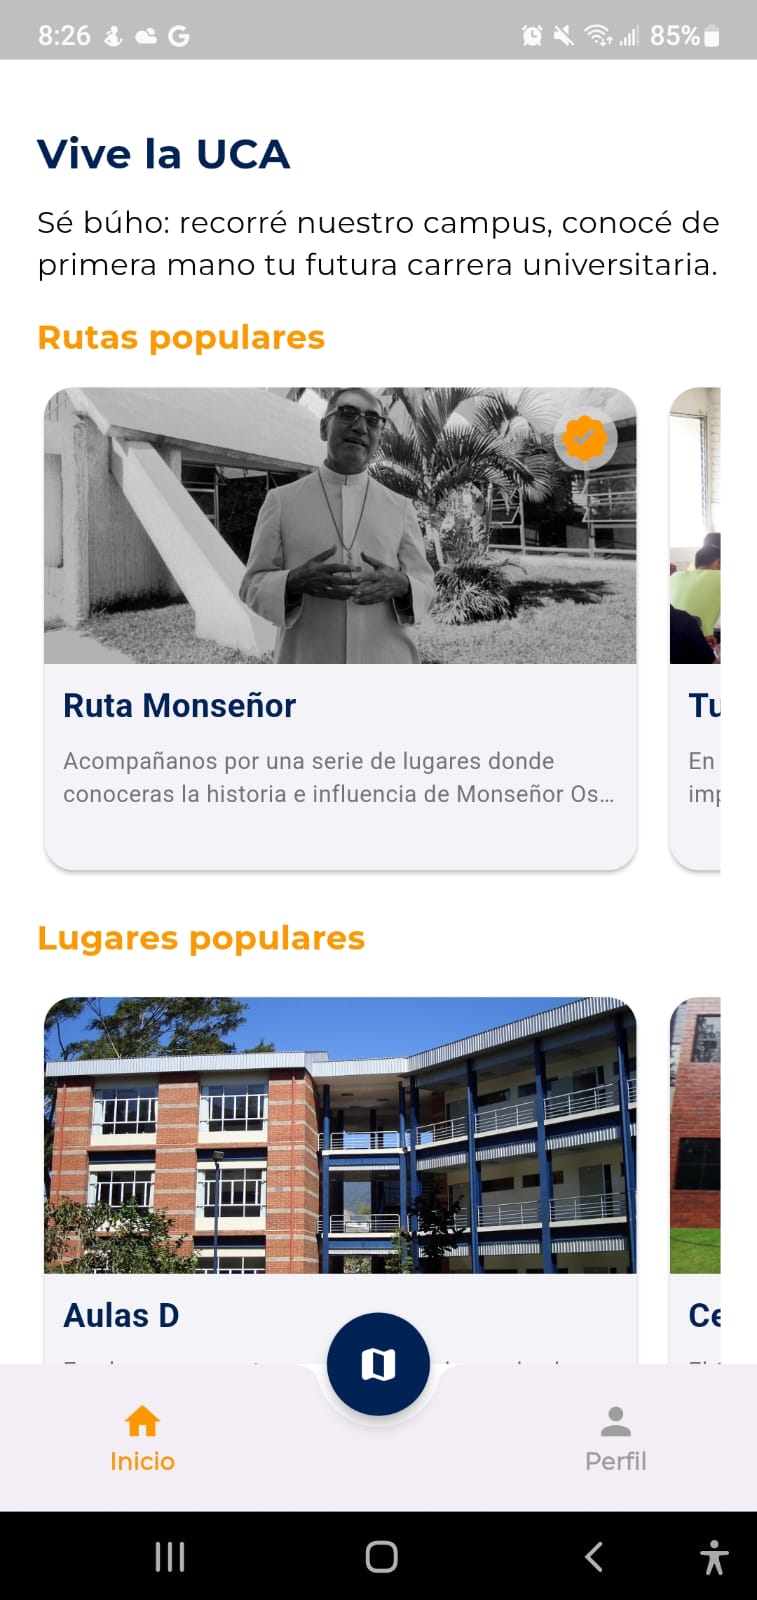 8:26
85%
Vive la UCA
Sé búho: recorré nuestro campus, conocé de
primera mano tu futura carrera universitaria.
Rutas populares
Ruta Monseñor
Acompañanos por una serie de lugares donde
conoceras la historia e influencia de Monseñor Os...
Tu
En
Lugares populares
Aulas D
Ce
Inicio
Perfil